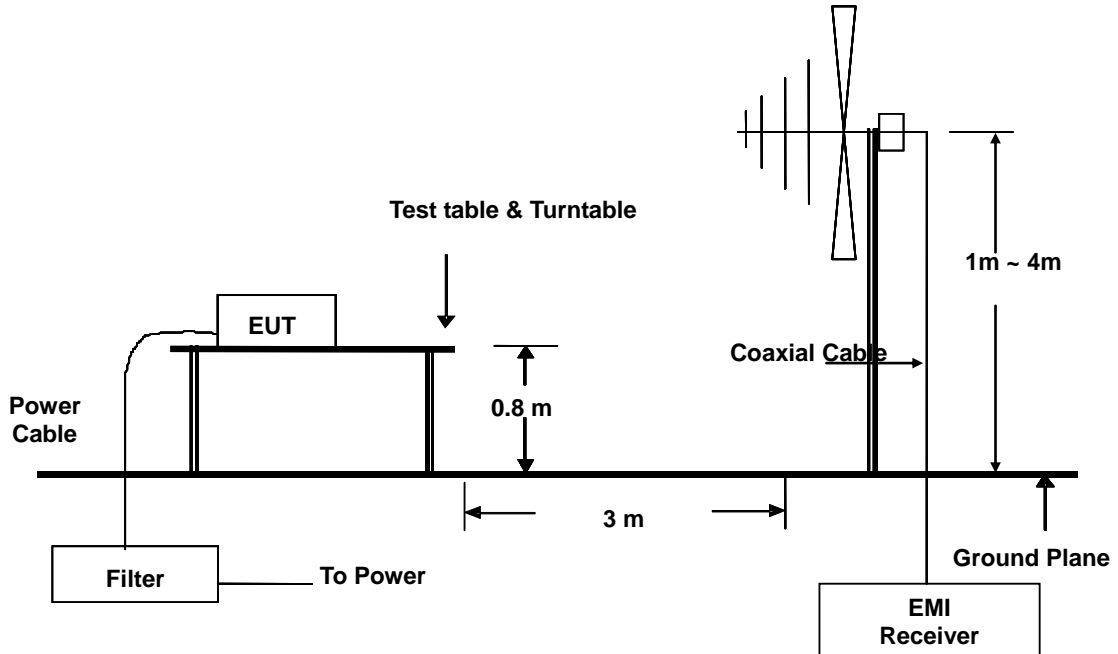 Test table & Turntable
1m ~ 4m
EUT
Coaxial Cable
0.8 m
Power
Cable
3 m
Ground Plane
Filter
To Power
EMI
Receiver